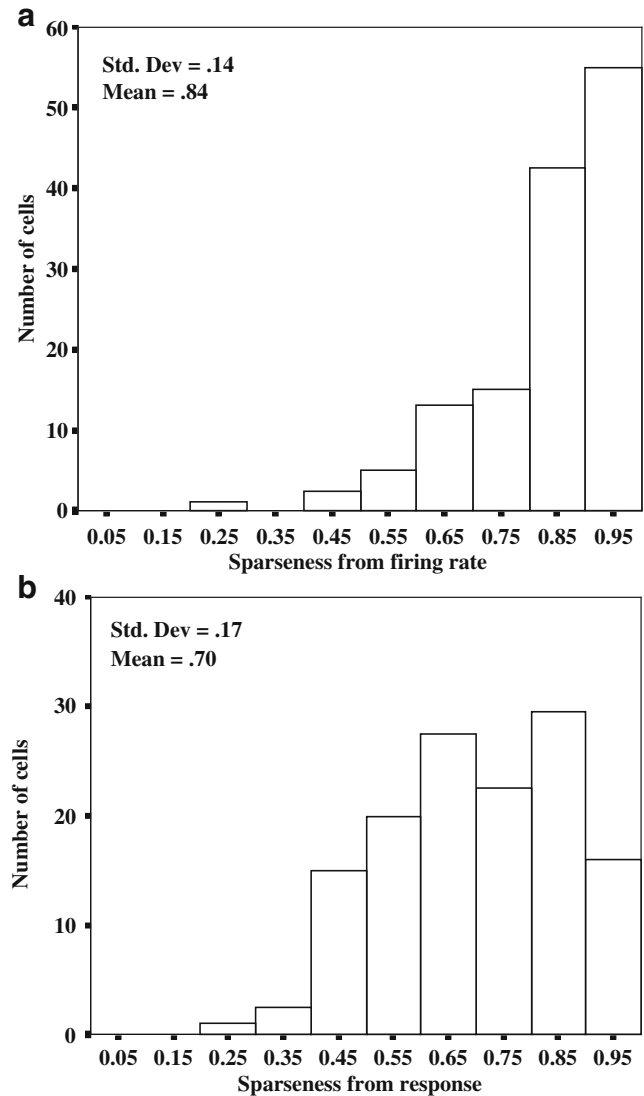 a
60
50
40
30
20
10
0
Number of cells
Std. Dev = .14
Mean = .84
0.05 0.15 0.25 0.35 0.45 0.55 0.65 0.75 0.85 0.95
Sparseness from firing rate
b
40
30
20
10
0
Number of cells
Std. Dev = .17
Mean = .70
0.05 0.15 0.25 0.35 0.45 0.55 0.65 0.75 0.85 0.95
Sparseness from response